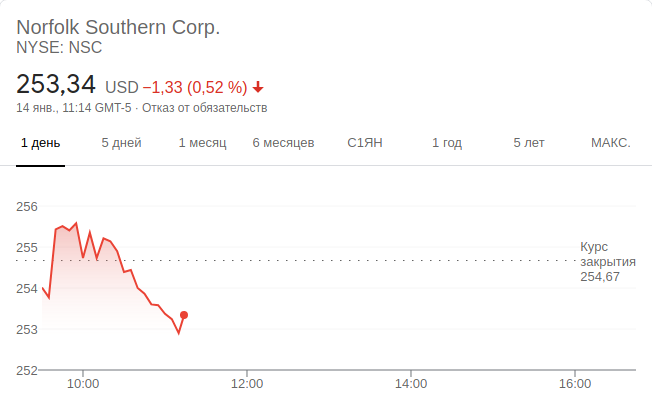 Norfolk Southern Corp.
NYSE: NSC
253,34 USD −1,33 (0,52 %)
14 янв., 11:14 GMT-5 · Отказ от обязательств
1 день 5 дней 1 месяц 6 месяцев С1ЯН 1 год 5 лет МАКС.
256
255
254
253
252
Курс
закрытия
254,67
10:00 12:00 14:00 16:00